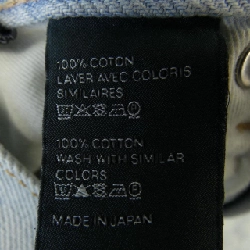 100% COTON
LAVER AVEC COLORIS
SIMILAIRES
100% COTTON
WASH WITH SIMILAR
COLORS
MADE IN JAPAN